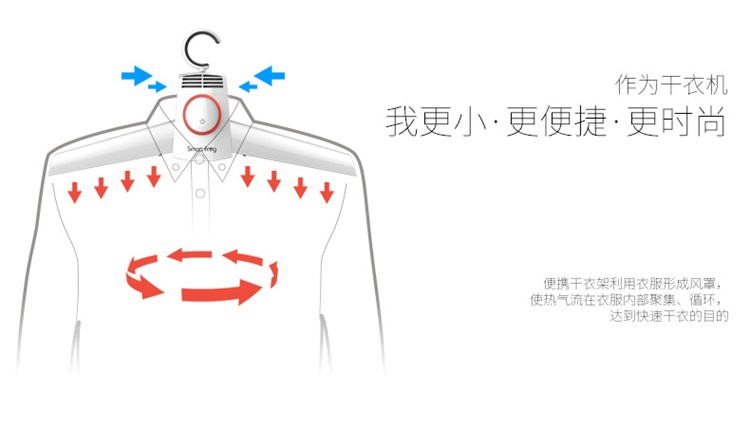 作为干衣机
我更小·更便捷·更时尚
Smart frog
便携干衣架利用衣服形成风罩，
使热气流在衣服内部聚集、循环，
达到快速干衣的目的